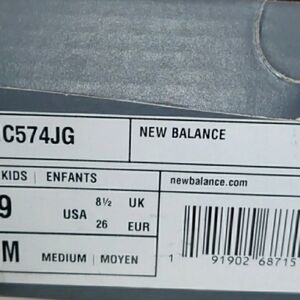 C574JG
NEW BALANCE
KIDS | ENFANTS
newbalance.com
9 USA 8½ UK
26 EUR
M MEDIUM | MOYEN
1 91902 68715